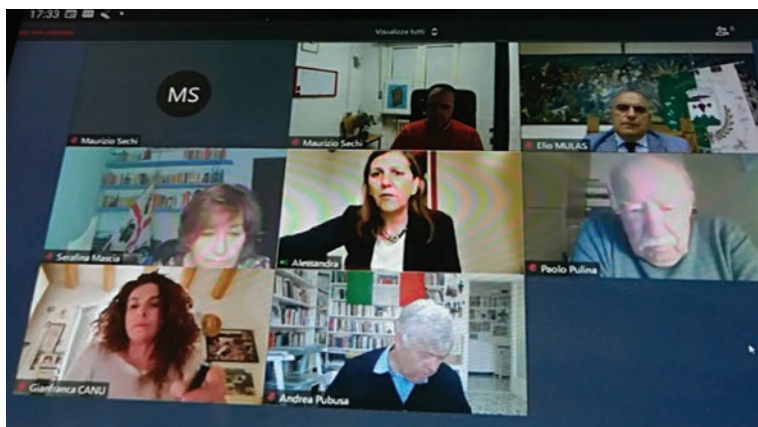 17:33
Visualizza tutti
MS
Maurizio Sechi
Maurizio Sechi
Elio MULAS
Serafina Mascia
Alessandra
Paolo Pulina
Gianfranca CANU
Andrea Pubusa